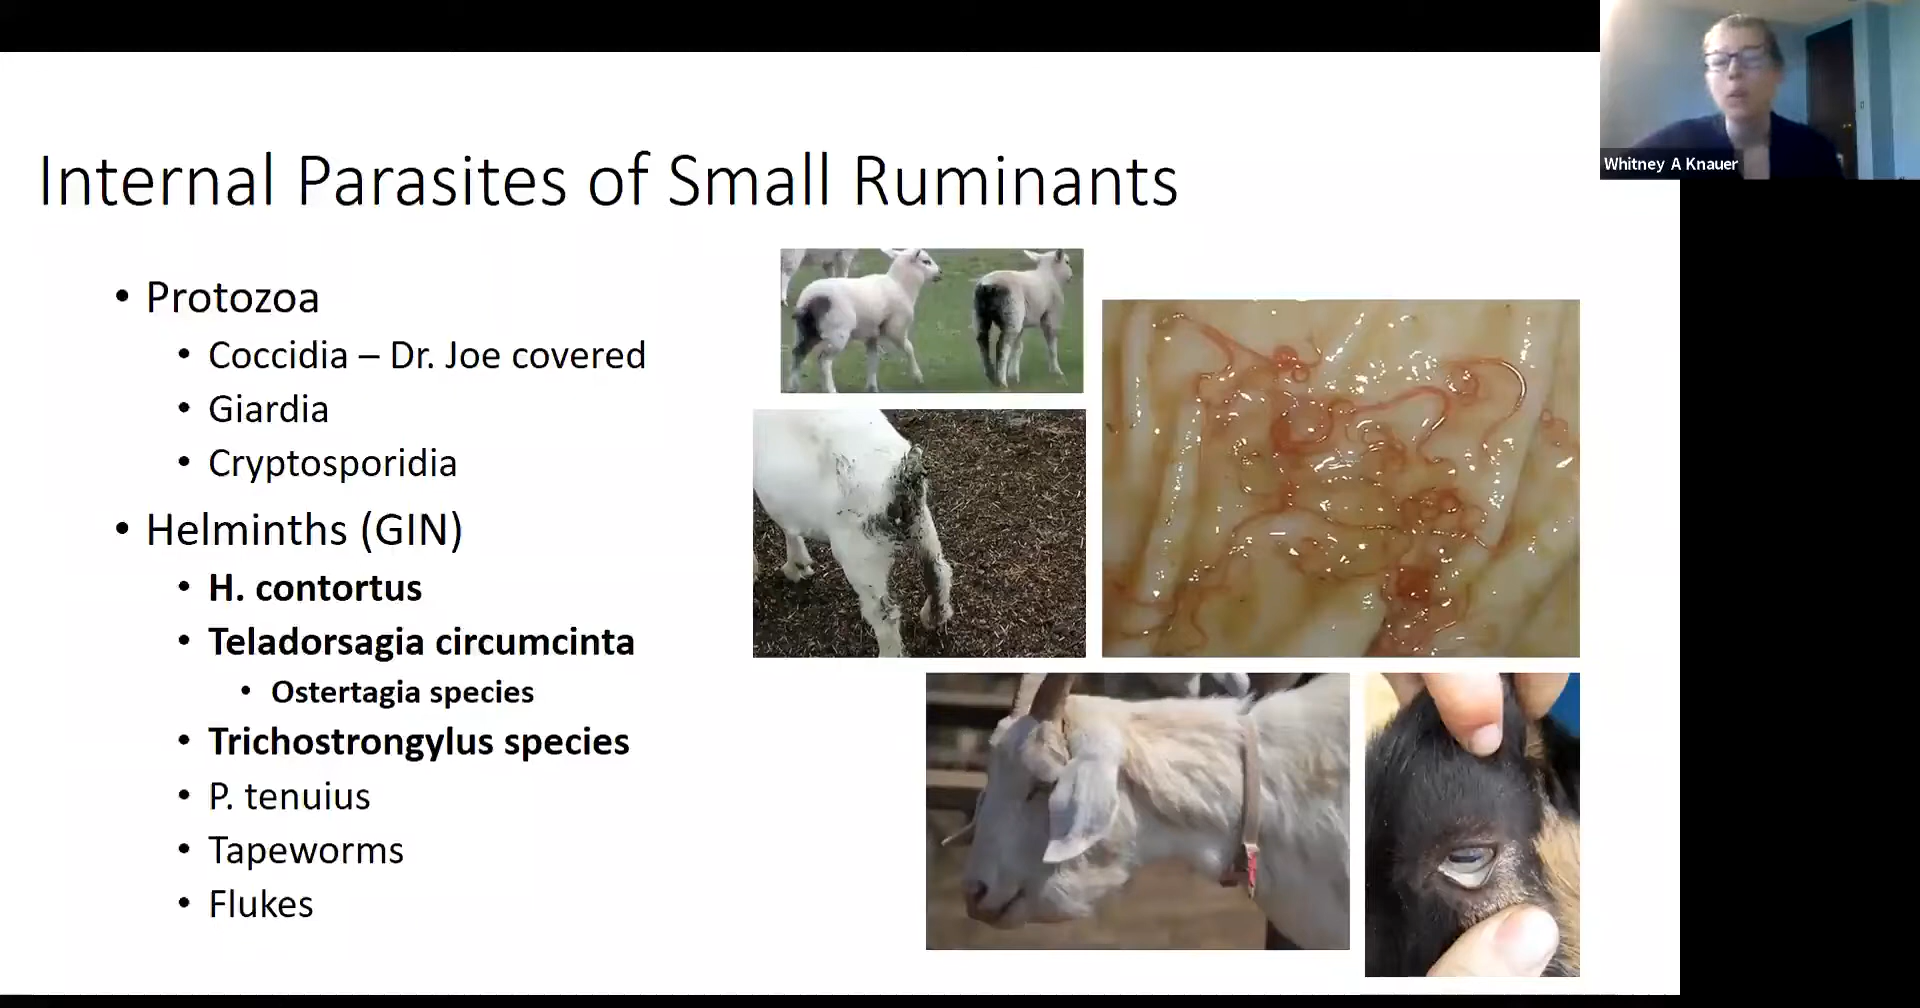 Whitney A Knauer
Internal Parasites of Small Ruminants
• Protozoa
• Coccidia – Dr. Joe covered
• Giardia
• Cryptosporidia
• Helminths (GIN)
• H. contortus
• Teladorsagia circumcinta
• Ostertagia species
• Trichostrongylus species
• P. tenuius
• Tapeworms
• Flukes